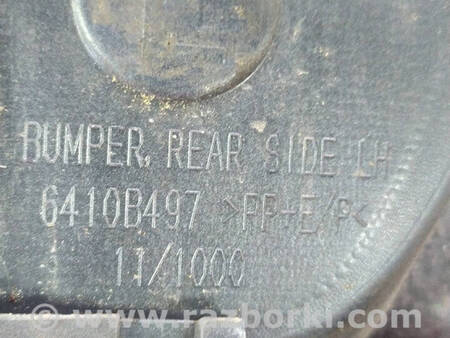 BUMPER, REAR SIDE LH
6410B497 >PP+E/P<
11/1000
© www.razborki.com